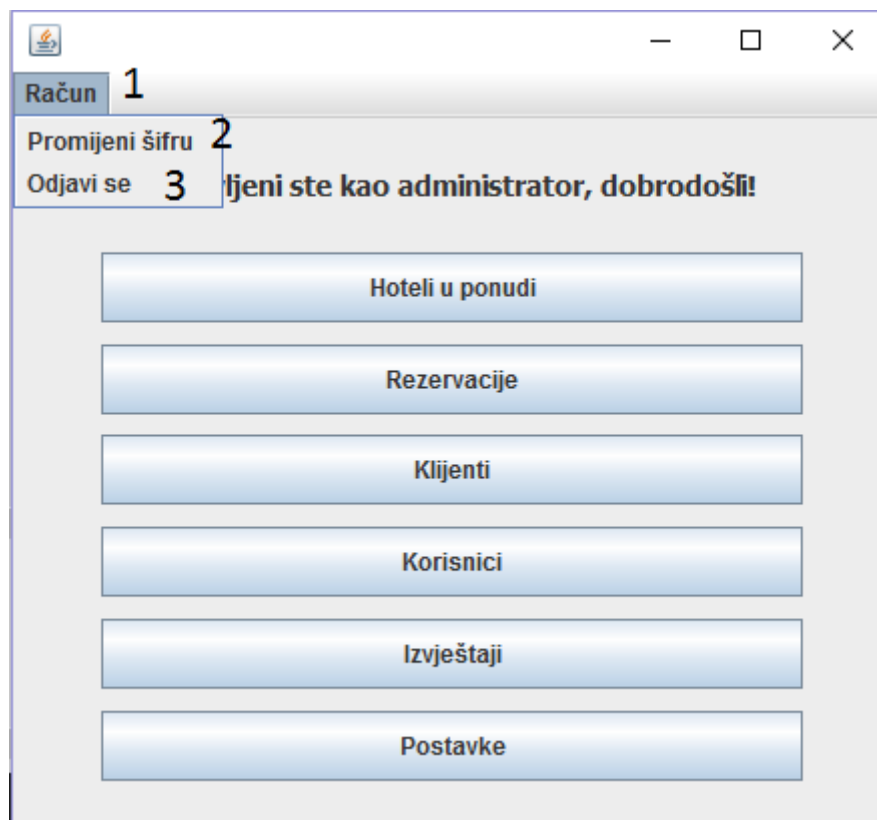 Račun 1
Promijeni šifru 2
Odjavi se 3 ljeni ste kao administrator, dobrodošli!
Hoteli u ponudi
Rezervacije
Klijenti
Korisnici
Izvještaji
Postavke